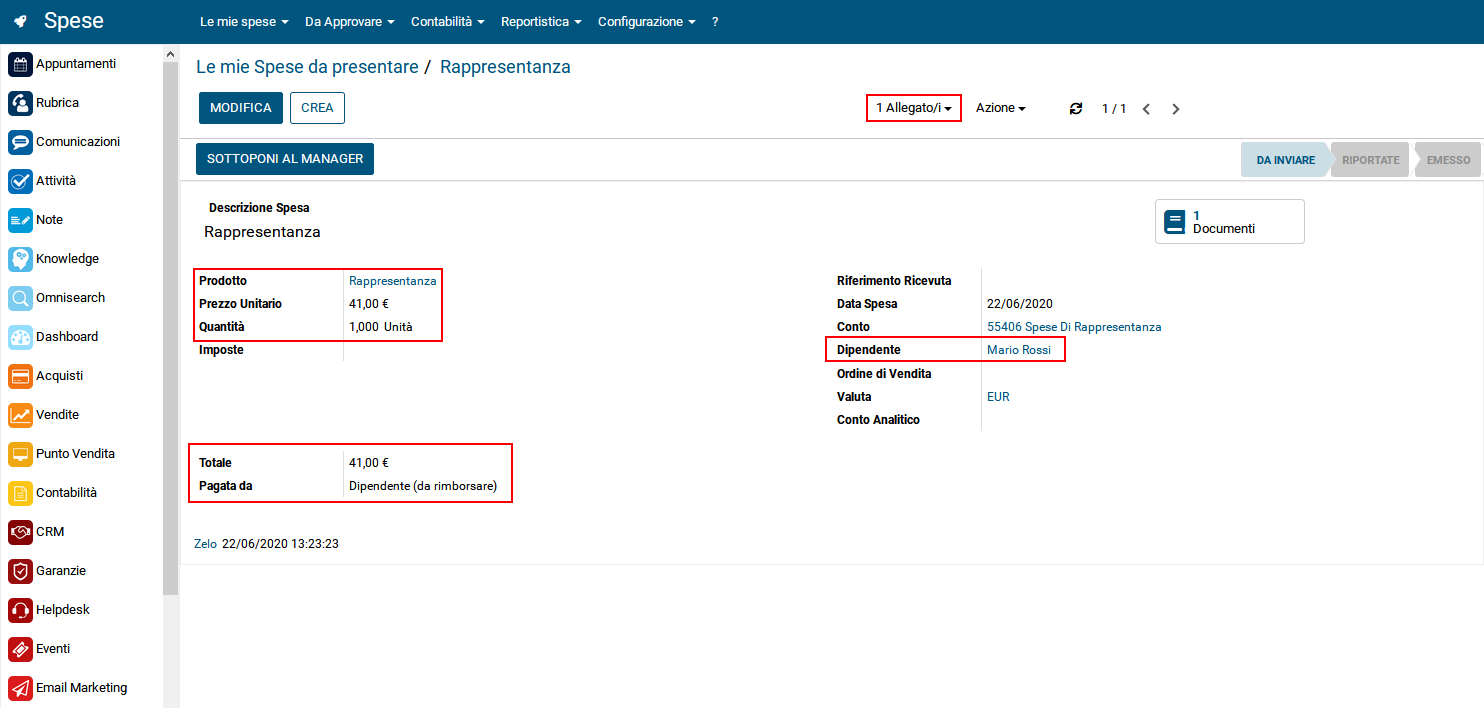 Spese
Le mie spese Da Approvare Contabilità Reportistica Configurazione ?
Appuntamenti
Rubrica
Comunicazioni
Attività
Note
Knowledge
Omnisearch
Dashboard
Acquisti
Vendite
Punto Vendita
Contabilità
CRM
Garanzie
Helpdesk
Eventi
Email Marketing
Le mie Spese da presentare / Rappresentanza
MODIFICA CREA
1 Allegato/i Azione 1 / 1
SOTTOPONI AL MANAGER
DA INVIARE RIPORTATE EMESSO
Descrizione Spesa
Rappresentanza
1
Documenti
Prodotto Rappresentanza
Prezzo Unitario 41,00 €
Quantità 1,000 Unità
Imposte
Riferimento Ricevuta
Data Spesa 22/06/2020
Conto 55406 Spese Di Rappresentanza
Dipendente Mario Rossi
Ordine di Vendita
Valuta EUR
Conto Analitico
Totale 41,00 €
Pagata da Dipendente (da rimborsare)
Zelo 22/06/2020 13:23:23